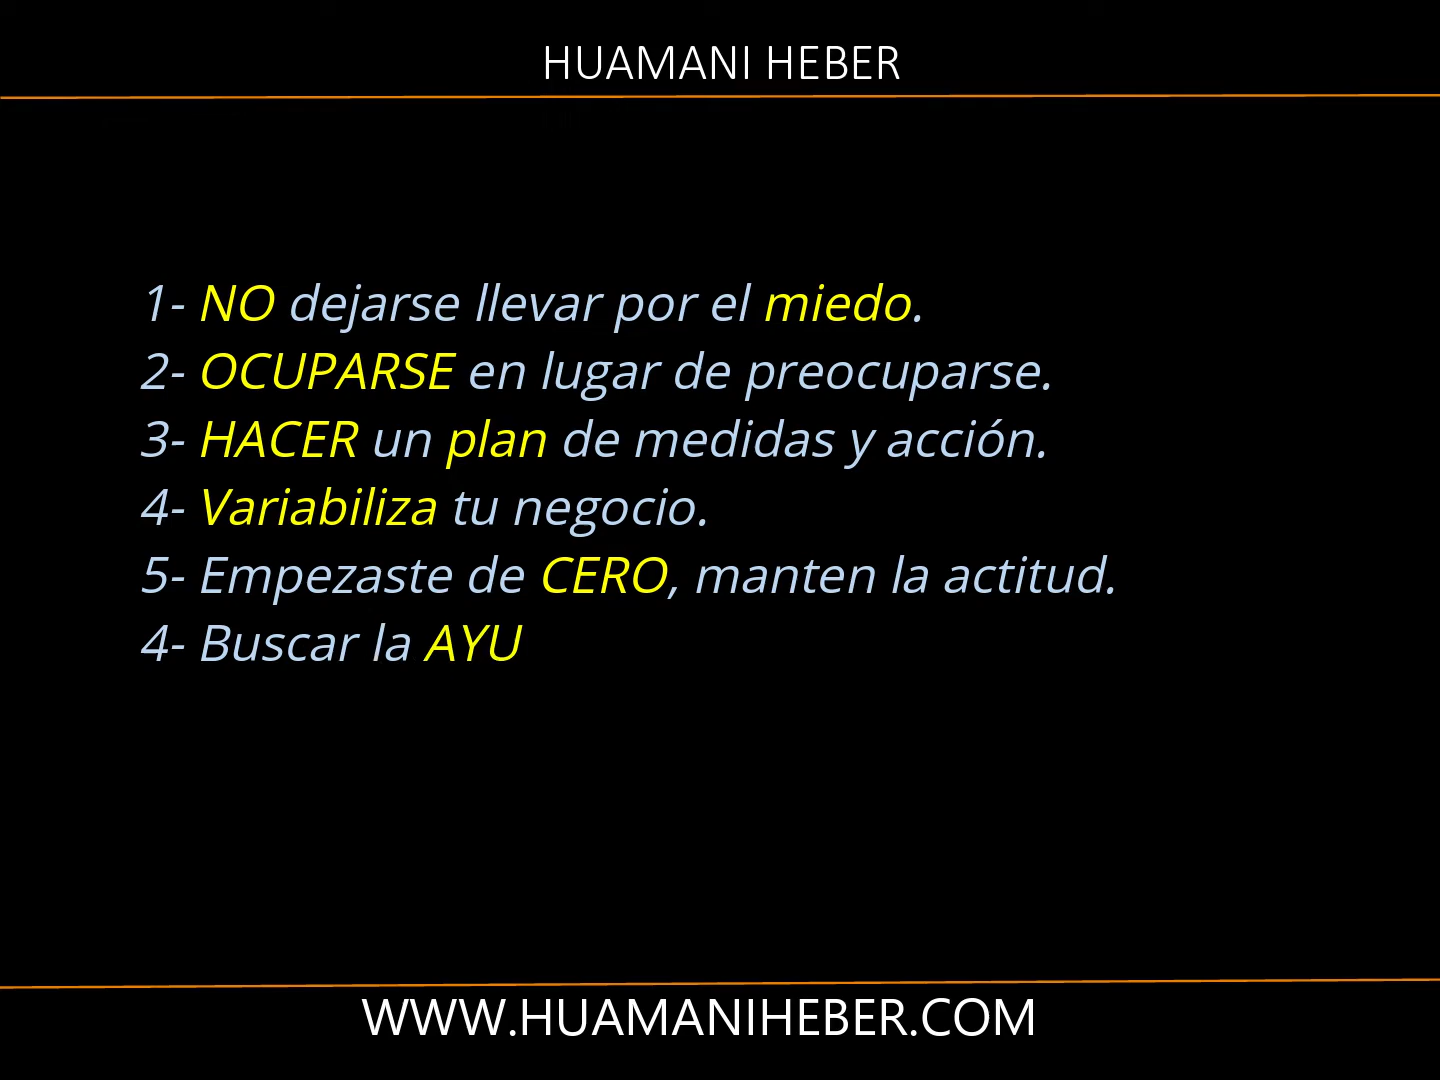 HUAMANI HEBER
1- NO dejarse llevar por el miedo.
2- OCUPARSE en lugar de preocuparse.
3- HACER un plan de medidas y acción.
4- Variabiliza tu negocio.
5- Empezaste de CERO, manten la actitud.
4- Buscar la AYU
WWW.HUAMANIHEBER.COM